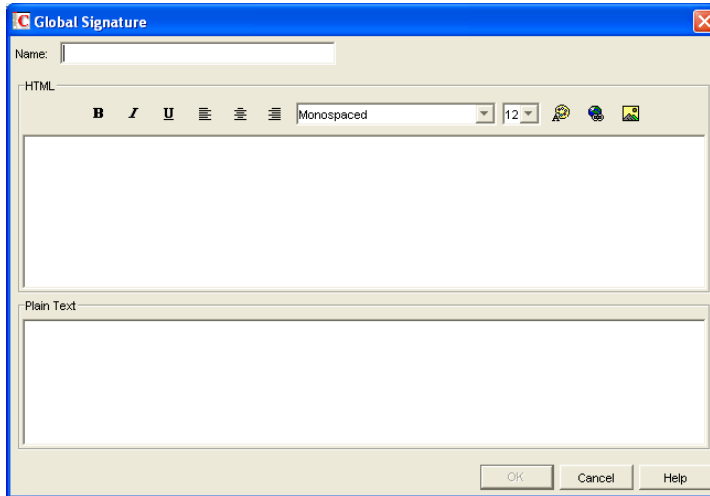 C Global Signature
Name:
HTML
B I U Monospaced 12
Plain Text
OK Cancel Help